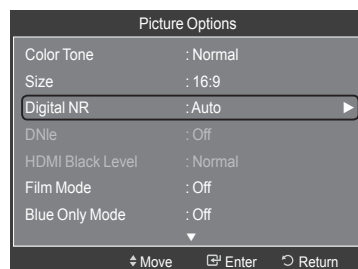 Picture Options
Color Tone : Normal
Size : 16:9
Digital NR : Auto
DNIe : Off
HDMI Black Level : Normal
Film Mode : Off
Blue Only Mode : Off
Move Enter Return